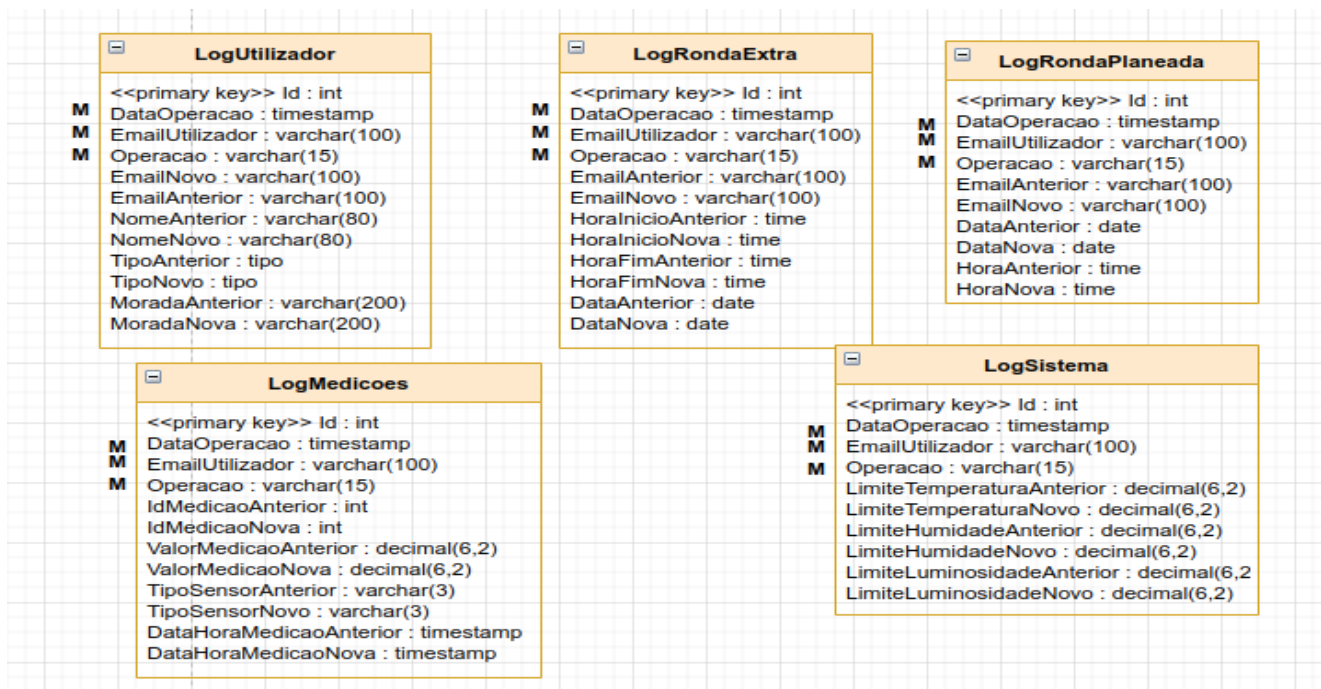 LogUtilizador
<<primary key>> Id : int
M DataOperacao : timestamp
M EmailUtilizador : varchar(100)
M Operacao : varchar(15)
EmailNovo : varchar(100)
EmailAnterior : varchar(100)
NomeAnterior : varchar(80)
NomeNovo : varchar(80)
TipoAnterior : tipo
TipoNovo : tipo
MoradaAnterior : varchar(200)
MoradaNova : varchar(200)
LogRondaExtra
<<primary key>> Id : int
M DataOperacao : timestamp
M EmailUtilizador : varchar(100)
M Operacao : varchar(15)
EmailAnterior : varchar(100)
EmailNovo : varchar(100)
HoraInicioAnterior : time
HoraInicioNova : time
HoraFimAnterior : time
HoraFimNova : time
DataAnterior : date
DataNova : date
LogRondaPlaneada
<<primary key>> Id : int
M DataOperacao : timestamp
M EmailUtilizador : varchar(100)
M Operacao : varchar(15)
EmailAnterior : varchar(100)
EmailNovo : varchar(100)
DataAnterior : date
DataNova : date
HoraAnterior : time
HoraNova : time
LogMedicoes
<<primary key>> Id : int
M DataOperacao : timestamp
M EmailUtilizador : varchar(100)
M Operacao : varchar(15)
IdMedicaoAnterior : int
IdMedicaoNova : int
ValorMedicaoAnterior : decimal(6,2)
ValorMedicaoNova : decimal(6,2)
TipoSensorAnterior : varchar(3)
TipoSensorNovo : varchar(3)
DataHoraMedicaoAnterior : timestamp
DataHoraMedicaoNova : timestamp
LogSistema
<<primary key>> Id : int
M DataOperacao : timestamp
M EmailUtilizador : varchar(100)
M Operacao : varchar(15)
LimiteTemperaturaAnterior : decimal(6,2)
LimiteTemperaturaNovo : decimal(6,2)
LimiteHumidadeAnterior : decimal(6,2)
LimiteHumidadeNovo : decimal(6,2)
LimiteLuminosidadeAnterior : decimal(6,2
LimiteLuminosidadeNovo : decimal(6,2)